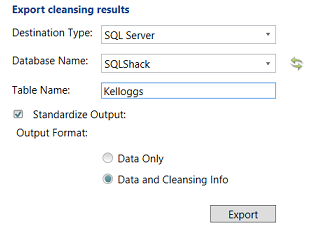 Export cleansing results
Destination Type: SQL Server
Database Name: SQLShack
Table Name: Kelloggs
Standardize Output:
Output Format:
Data Only
Data and Cleansing Info
Export